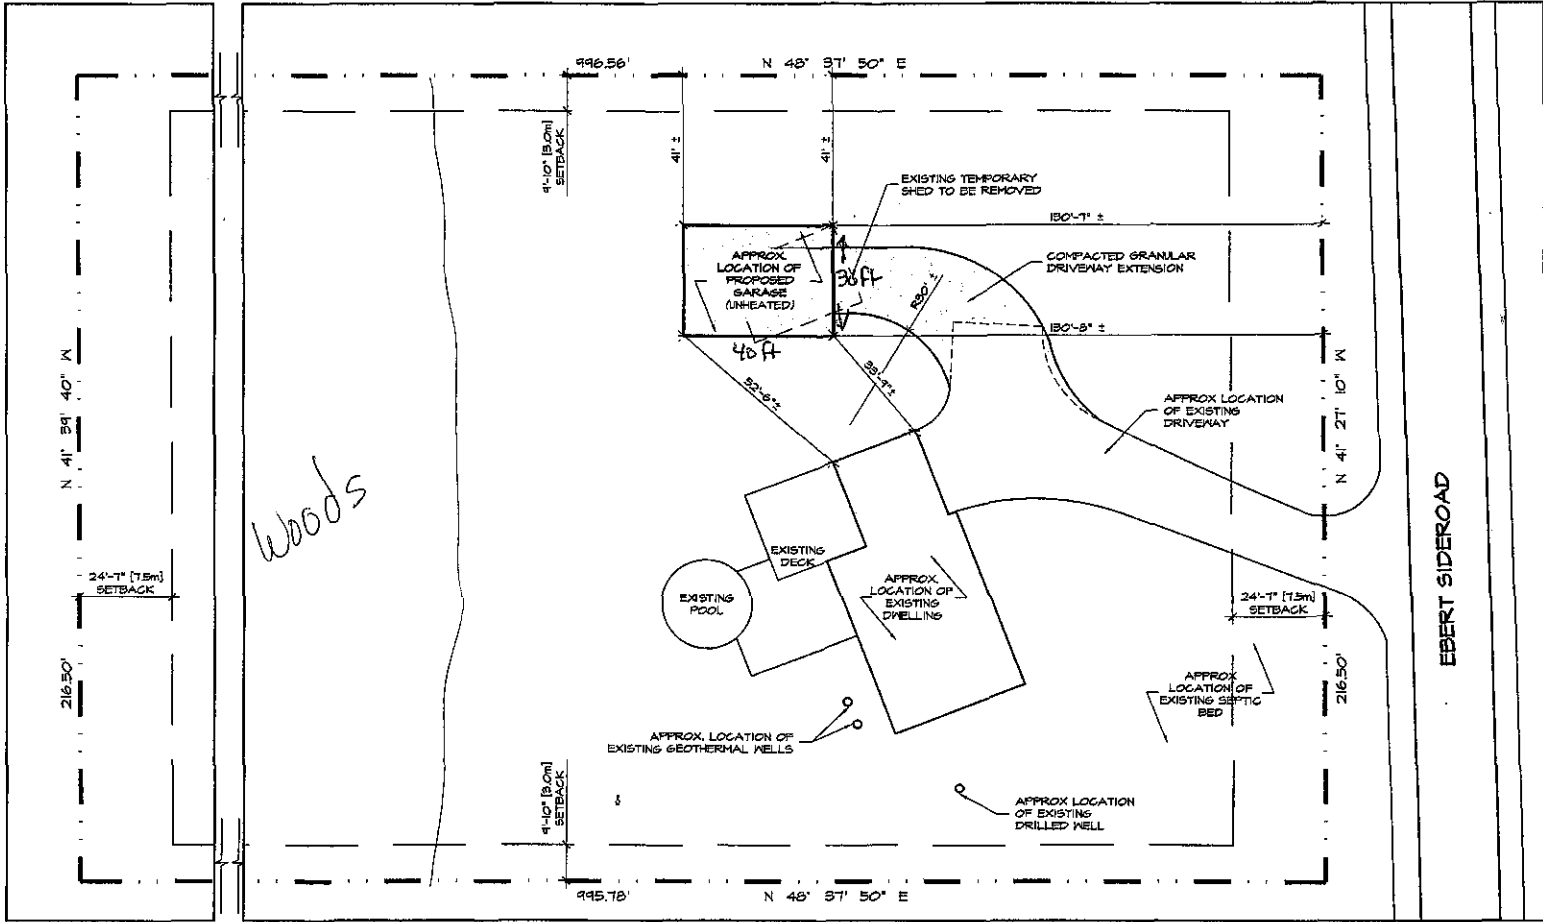 996.56'
N 48° 37' 50" E
9'-10" [3.0m]
SETBACK
41' ±
41' ±
EXISTING TEMPORARY
SHED TO BE REMOVED
130'-7" ±
COMPACTED GRANULAR
DRIVEWAY EXTENSION
APPROX
LOCATION OF
PROPOSED
GARAGE
(UNHEATED)
R30' ±
130'-8" ±
40 ft
52'-6" ±
N 41° 39' 40" W
N 41° 27' 10" W
APPROX LOCATION
OF EXISTING
DRIVEWAY
Woods
EBERT SIDEROAD
EXISTING
DECK
24'-7" [7.5m]
SETBACK
EXISTING
POOL
APPROX.
LOCATION OF
EXISTING
DWELLING
24'-7" [7.5m]
SETBACK
216.50'
216.50'
APPROX
LOCATION OF
EXISTING SEPTIC
BED
APPROX. LOCATION OF
EXISTING GEOTHERMAL WELLS
9'-10" [3.0m]
SETBACK
APPROX LOCATION
OF EXISTING
DRILLED WELL
995.78'
N 48° 37' 50" E